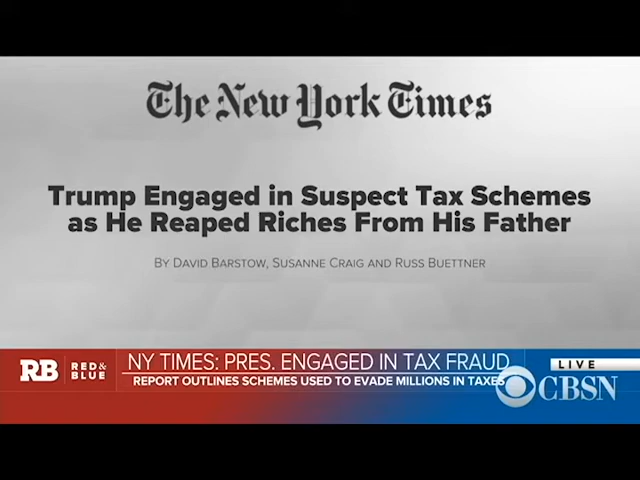 The New York Times
Trump Engaged in Suspect Tax Schemes
as He Reaped Riches From His Father
BY DAVID BARSTOW, SUSANNE CRAIG AND RUSS BUETTNER
RB RED& BLUE
NY TIMES: PRES. ENGAGED IN TAX FRAUD
REPORT OUTLINES SCHEMES USED TO EVADE MILLIONS IN TAXES
LIVE
CBSN